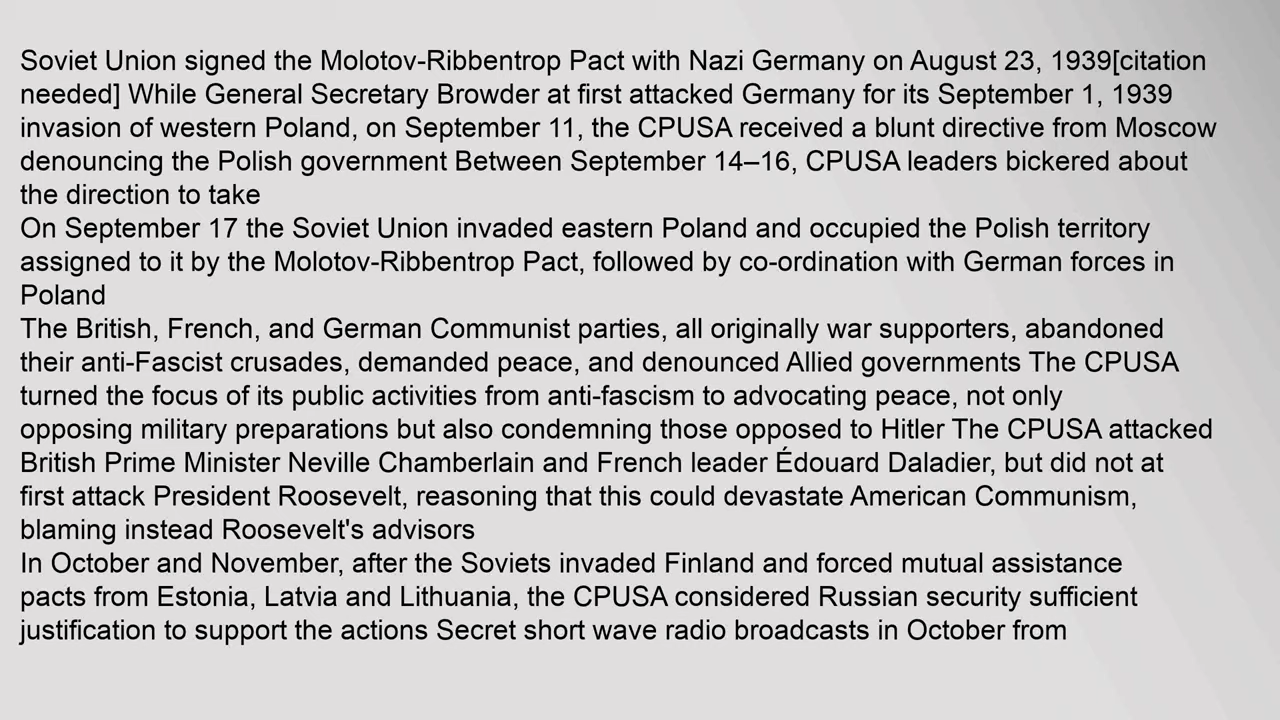 Soviet Union signed the Molotov-Ribbentrop Pact with Nazi Germany on August 23, 1939[citation
needed] While General Secretary Browder at first attacked Germany for its September 1, 1939
invasion of western Poland, on September 11, the CPUSA received a blunt directive from Moscow
denouncing the Polish government Between September 14–16, CPUSA leaders bickered about
the direction to take
On September 17 the Soviet Union invaded eastern Poland and occupied the Polish territory
assigned to it by the Molotov-Ribbentrop Pact, followed by co-ordination with German forces in
Poland
The British, French, and German Communist parties, all originally war supporters, abandoned
their anti-Fascist crusades, demanded peace, and denounced Allied governments The CPUSA
turned the focus of its public activities from anti-fascism to advocating peace, not only
opposing military preparations but also condemning those opposed to Hitler The CPUSA attacked
British Prime Minister Neville Chamberlain and French leader Édouard Daladier, but did not at
first attack President Roosevelt, reasoning that this could devastate American Communism,
blaming instead Roosevelt's advisors
In October and November, after the Soviets invaded Finland and forced mutual assistance
pacts from Estonia, Latvia and Lithuania, the CPUSA considered Russian security sufficient
justification to support the actions Secret short wave radio broadcasts in October from